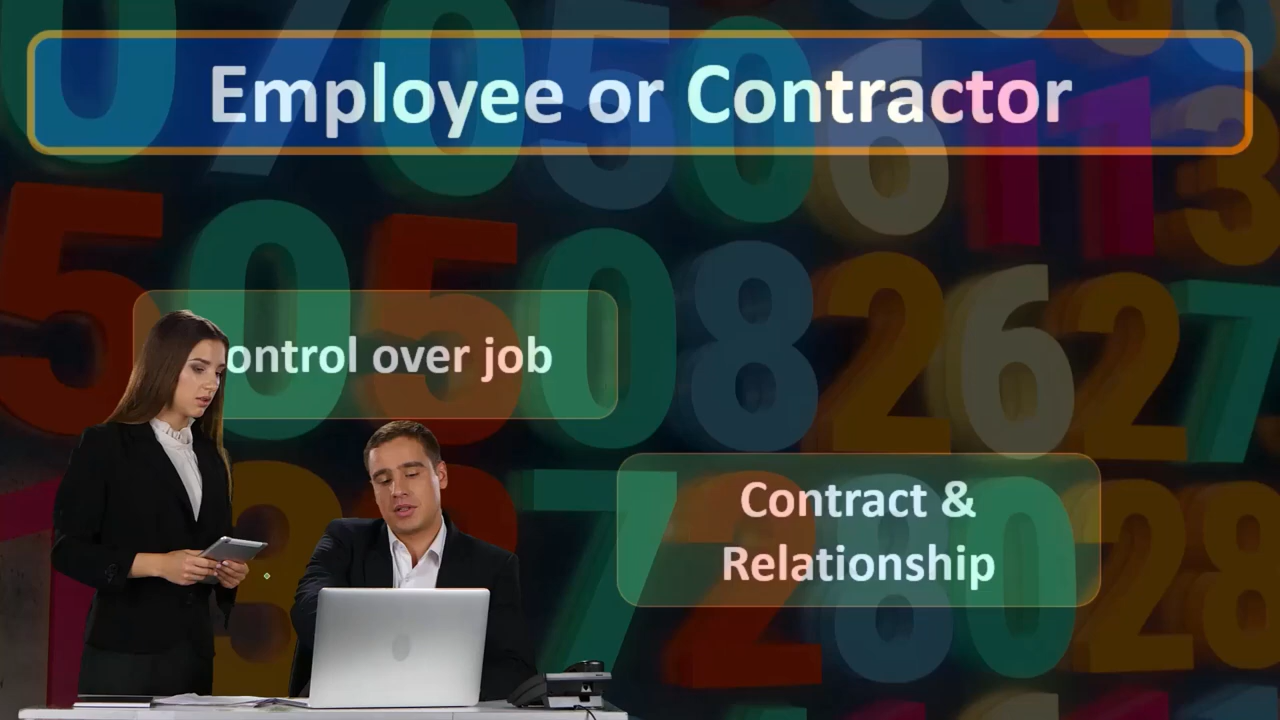 Employee or Contractor
ontrol over job
Contract &
Relationship